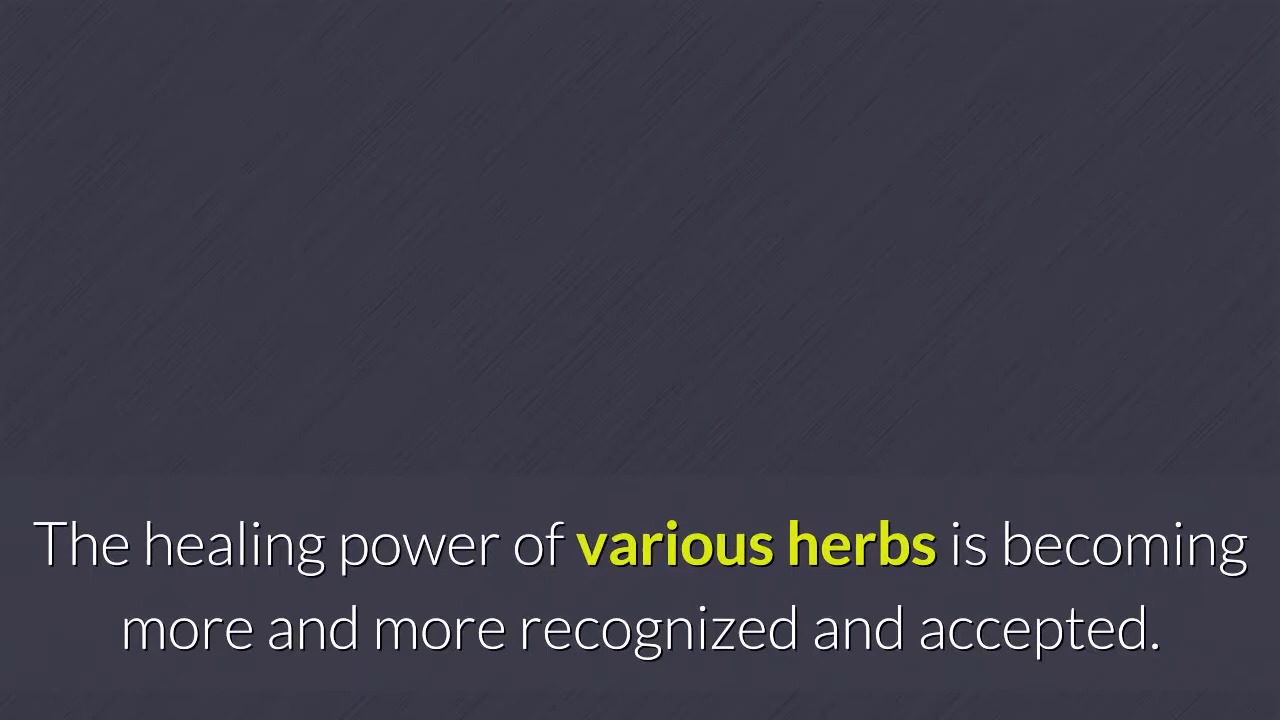 The healing power of various herbs is becoming
more and more recognized and accepted.